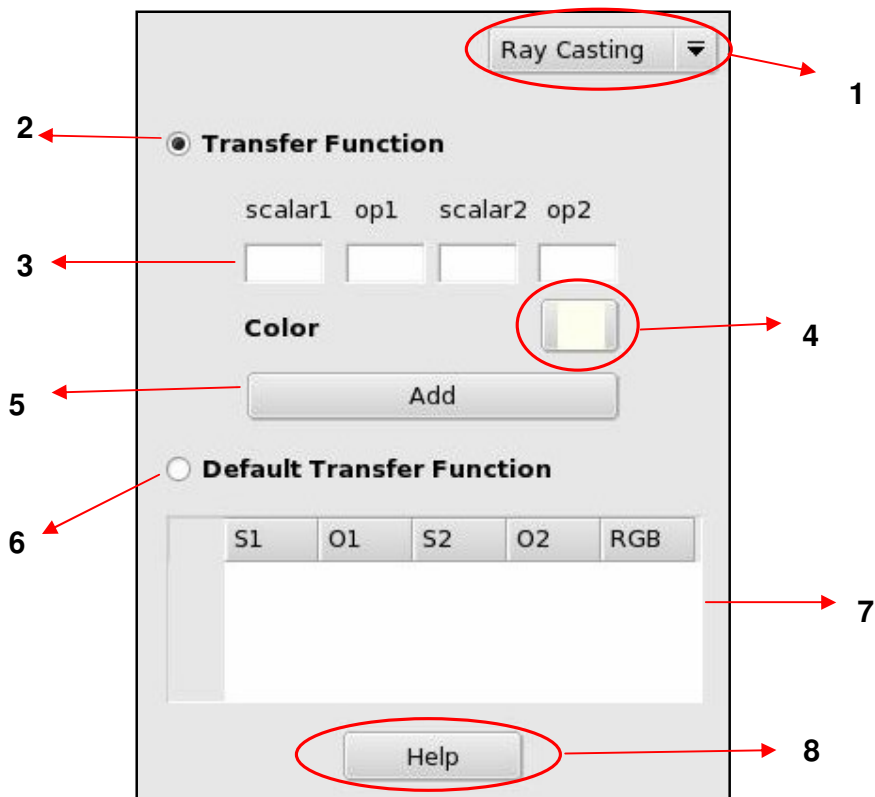 Ray Casting
1
2
Transfer Function
scalar1 op1 scalar2 op2
3
Color
4
5
Add
6
Default Transfer Function
S1 O1 S2 O2 RGB
7
Help
8